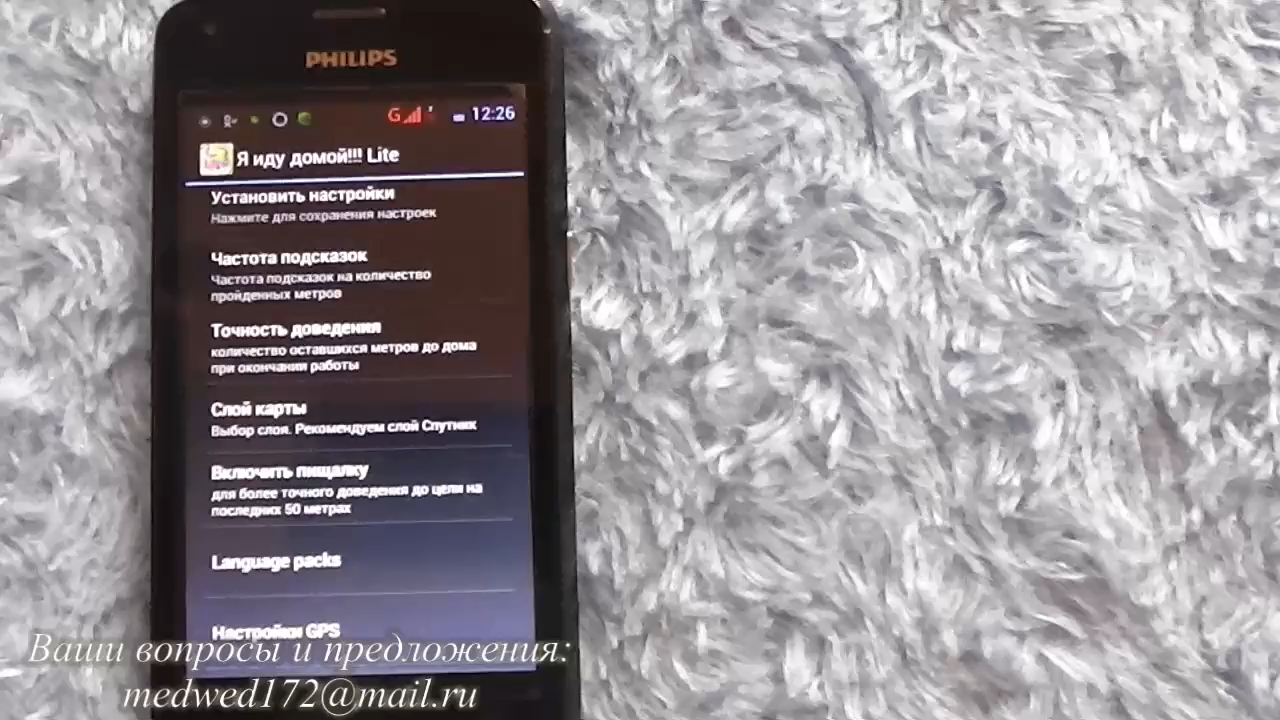 PHILIPS
G 12:26
Я иду домой!!! Lite
Установить настройки
Нажмите для сохранения настроек
Частота подсказок
Частота подсказок на количество
пройденных метров
Точность доведения
количество оставшихся метров до дома
при окончании работы
Слой карты
Выбор слоя. Рекомендуем слой Спутник
Включить пищалку
для более точного доведения до цели на
последних 50 метрах
Language packs
Настройки GPS
Ваши вопросы и предложения:
medwed172@mail.ru